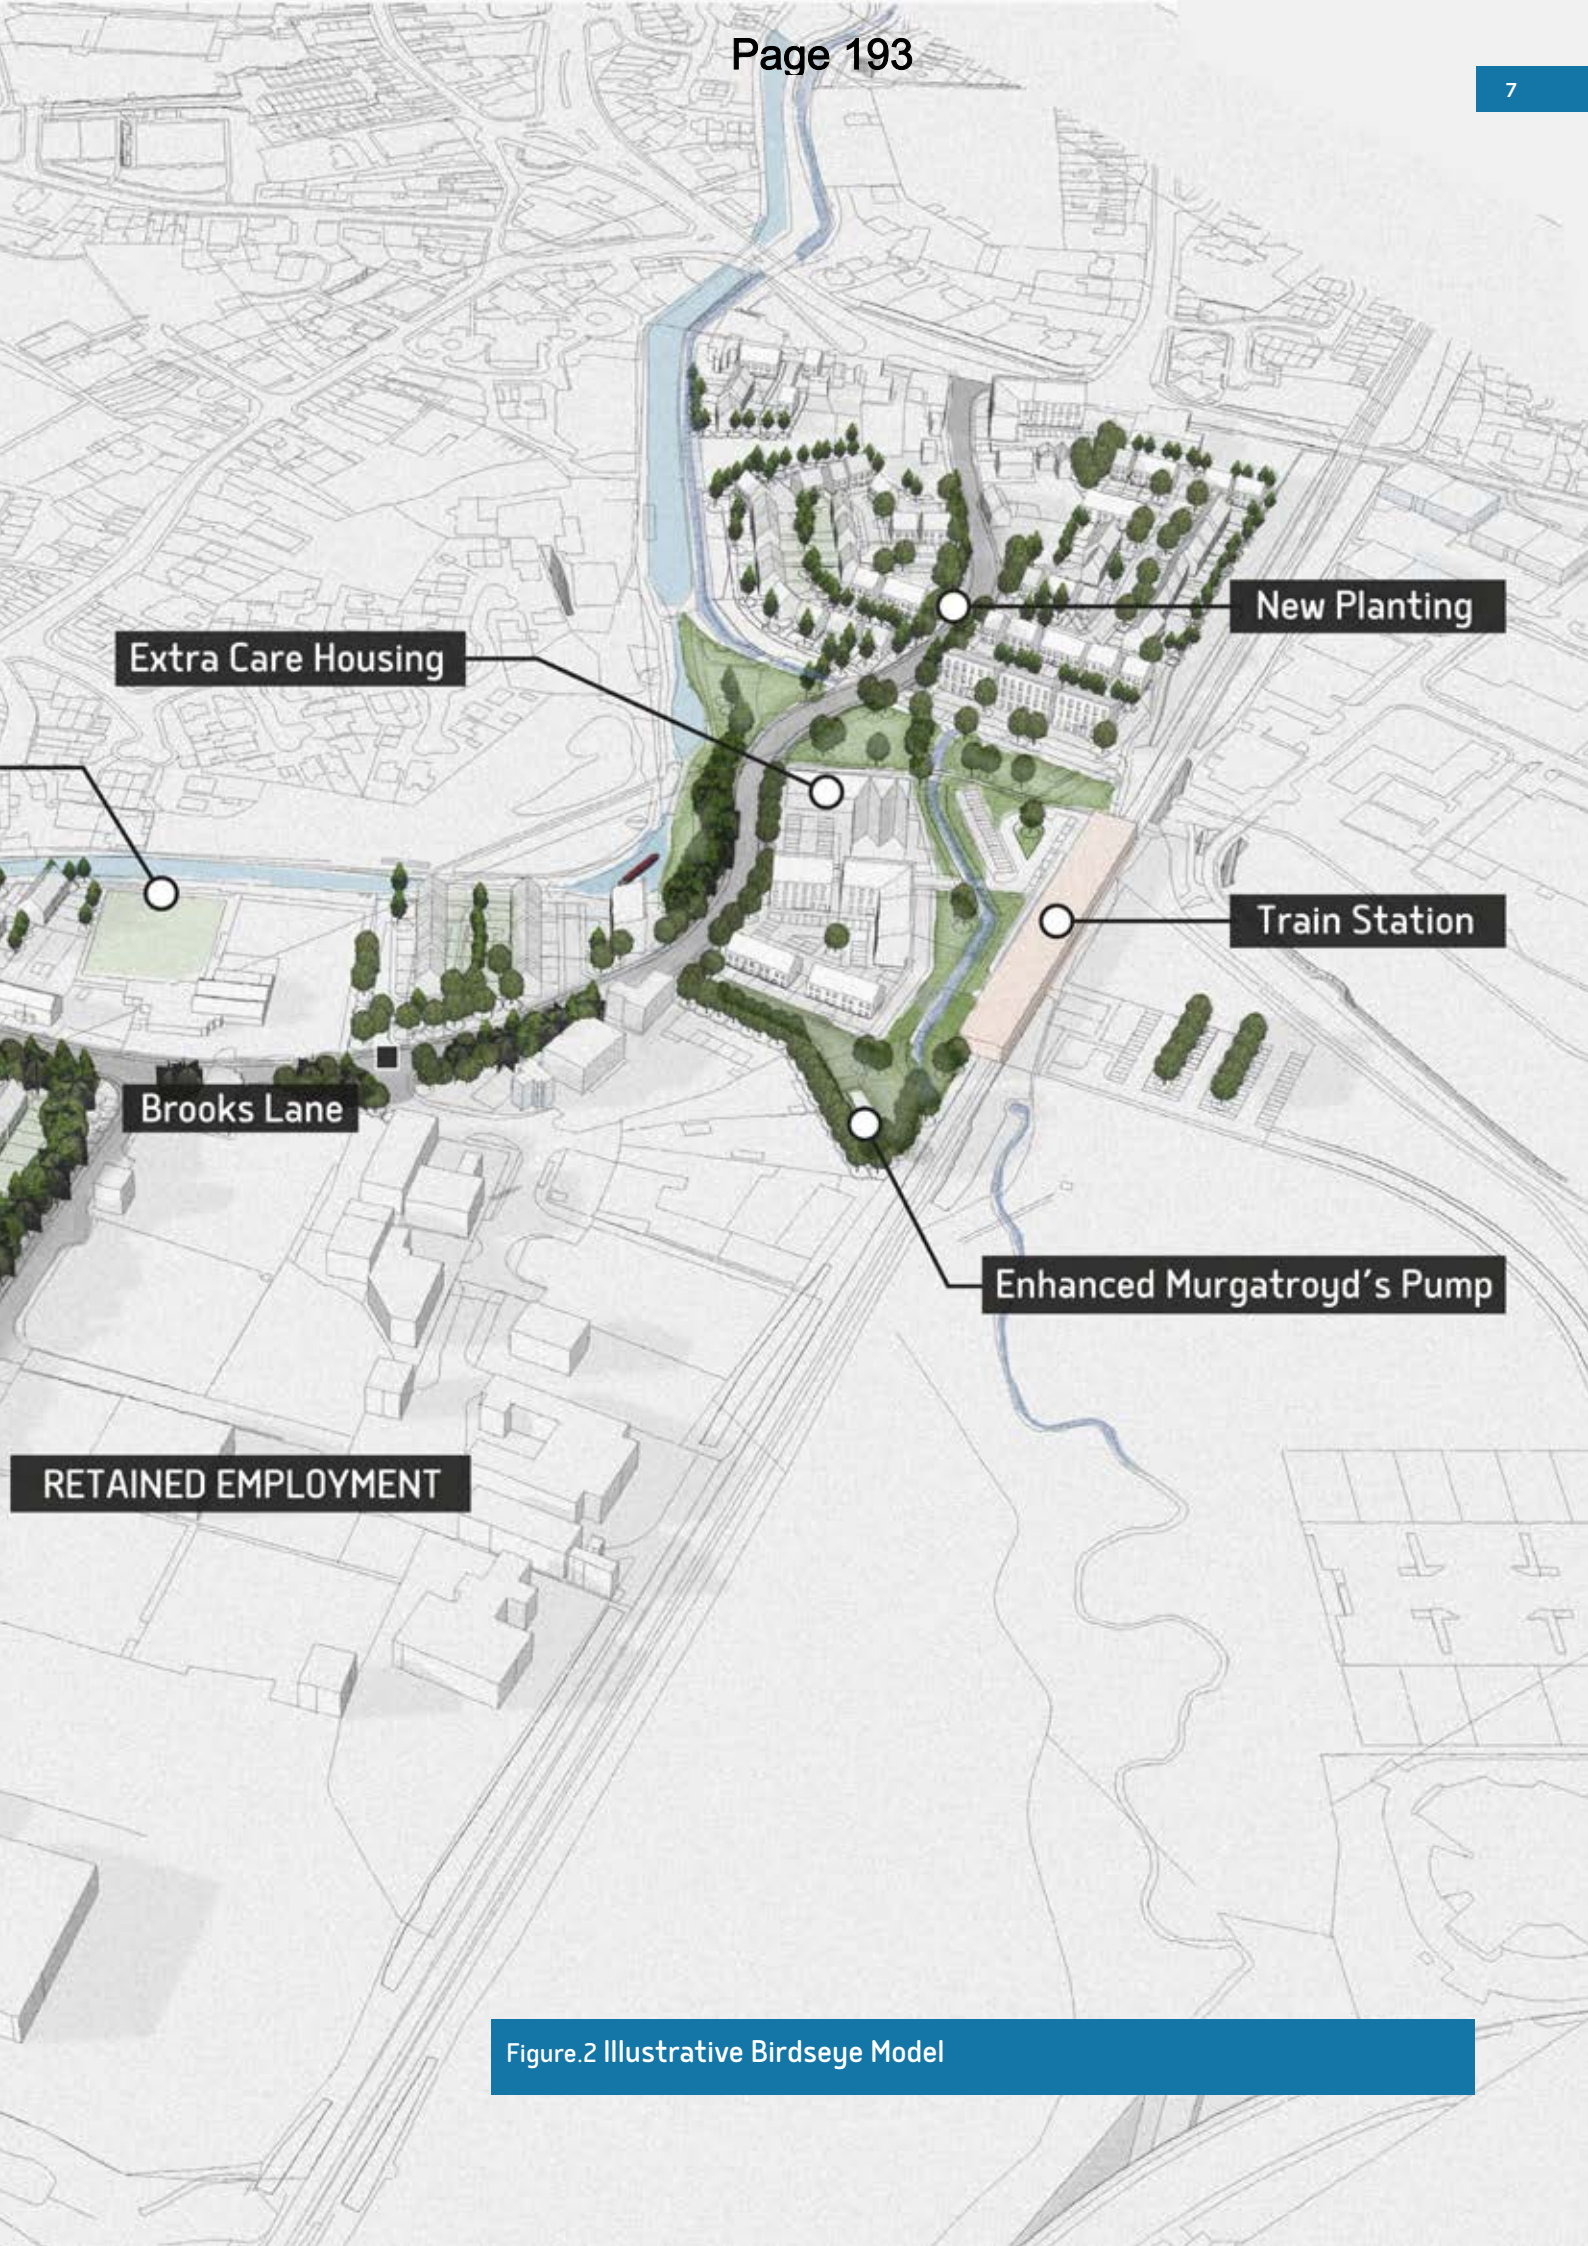 Page 193
7
New Planting
Extra Care Housing
Train Station
Brooks Lane
Enhanced Murgatroyd's Pump
RETAINED EMPLOYMENT
Figure.2 Illustrative Birdseye Model